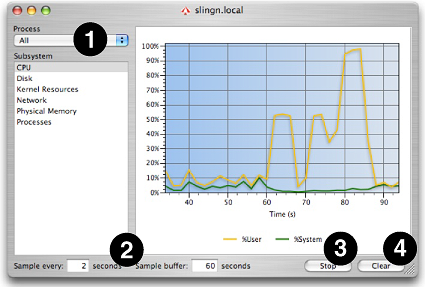 slingn.local
Process
All
1
Subsystem
CPU
Disk
Kernel Resources
Network
Physical Memory
Processes
100%
90%
80%
70%
60%
50%
40%
30%
20%
10%
0%
40 50 60 70 80 90
Time (s)
%User %System
2 3 4
Sample every: 2 seconds Sample buffer: 60 seconds Stop Clear